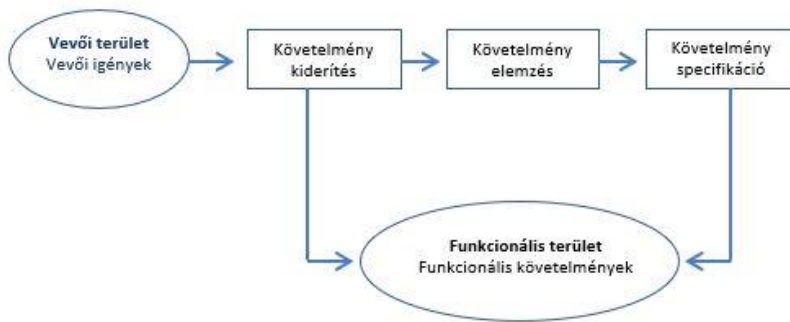 Vevői terület
Vevői igények
Követelmény
kiderítés
Követelmény
elemzés
Követelmény
specifikáció
Funkcionális terület
Funkcionális követelmények